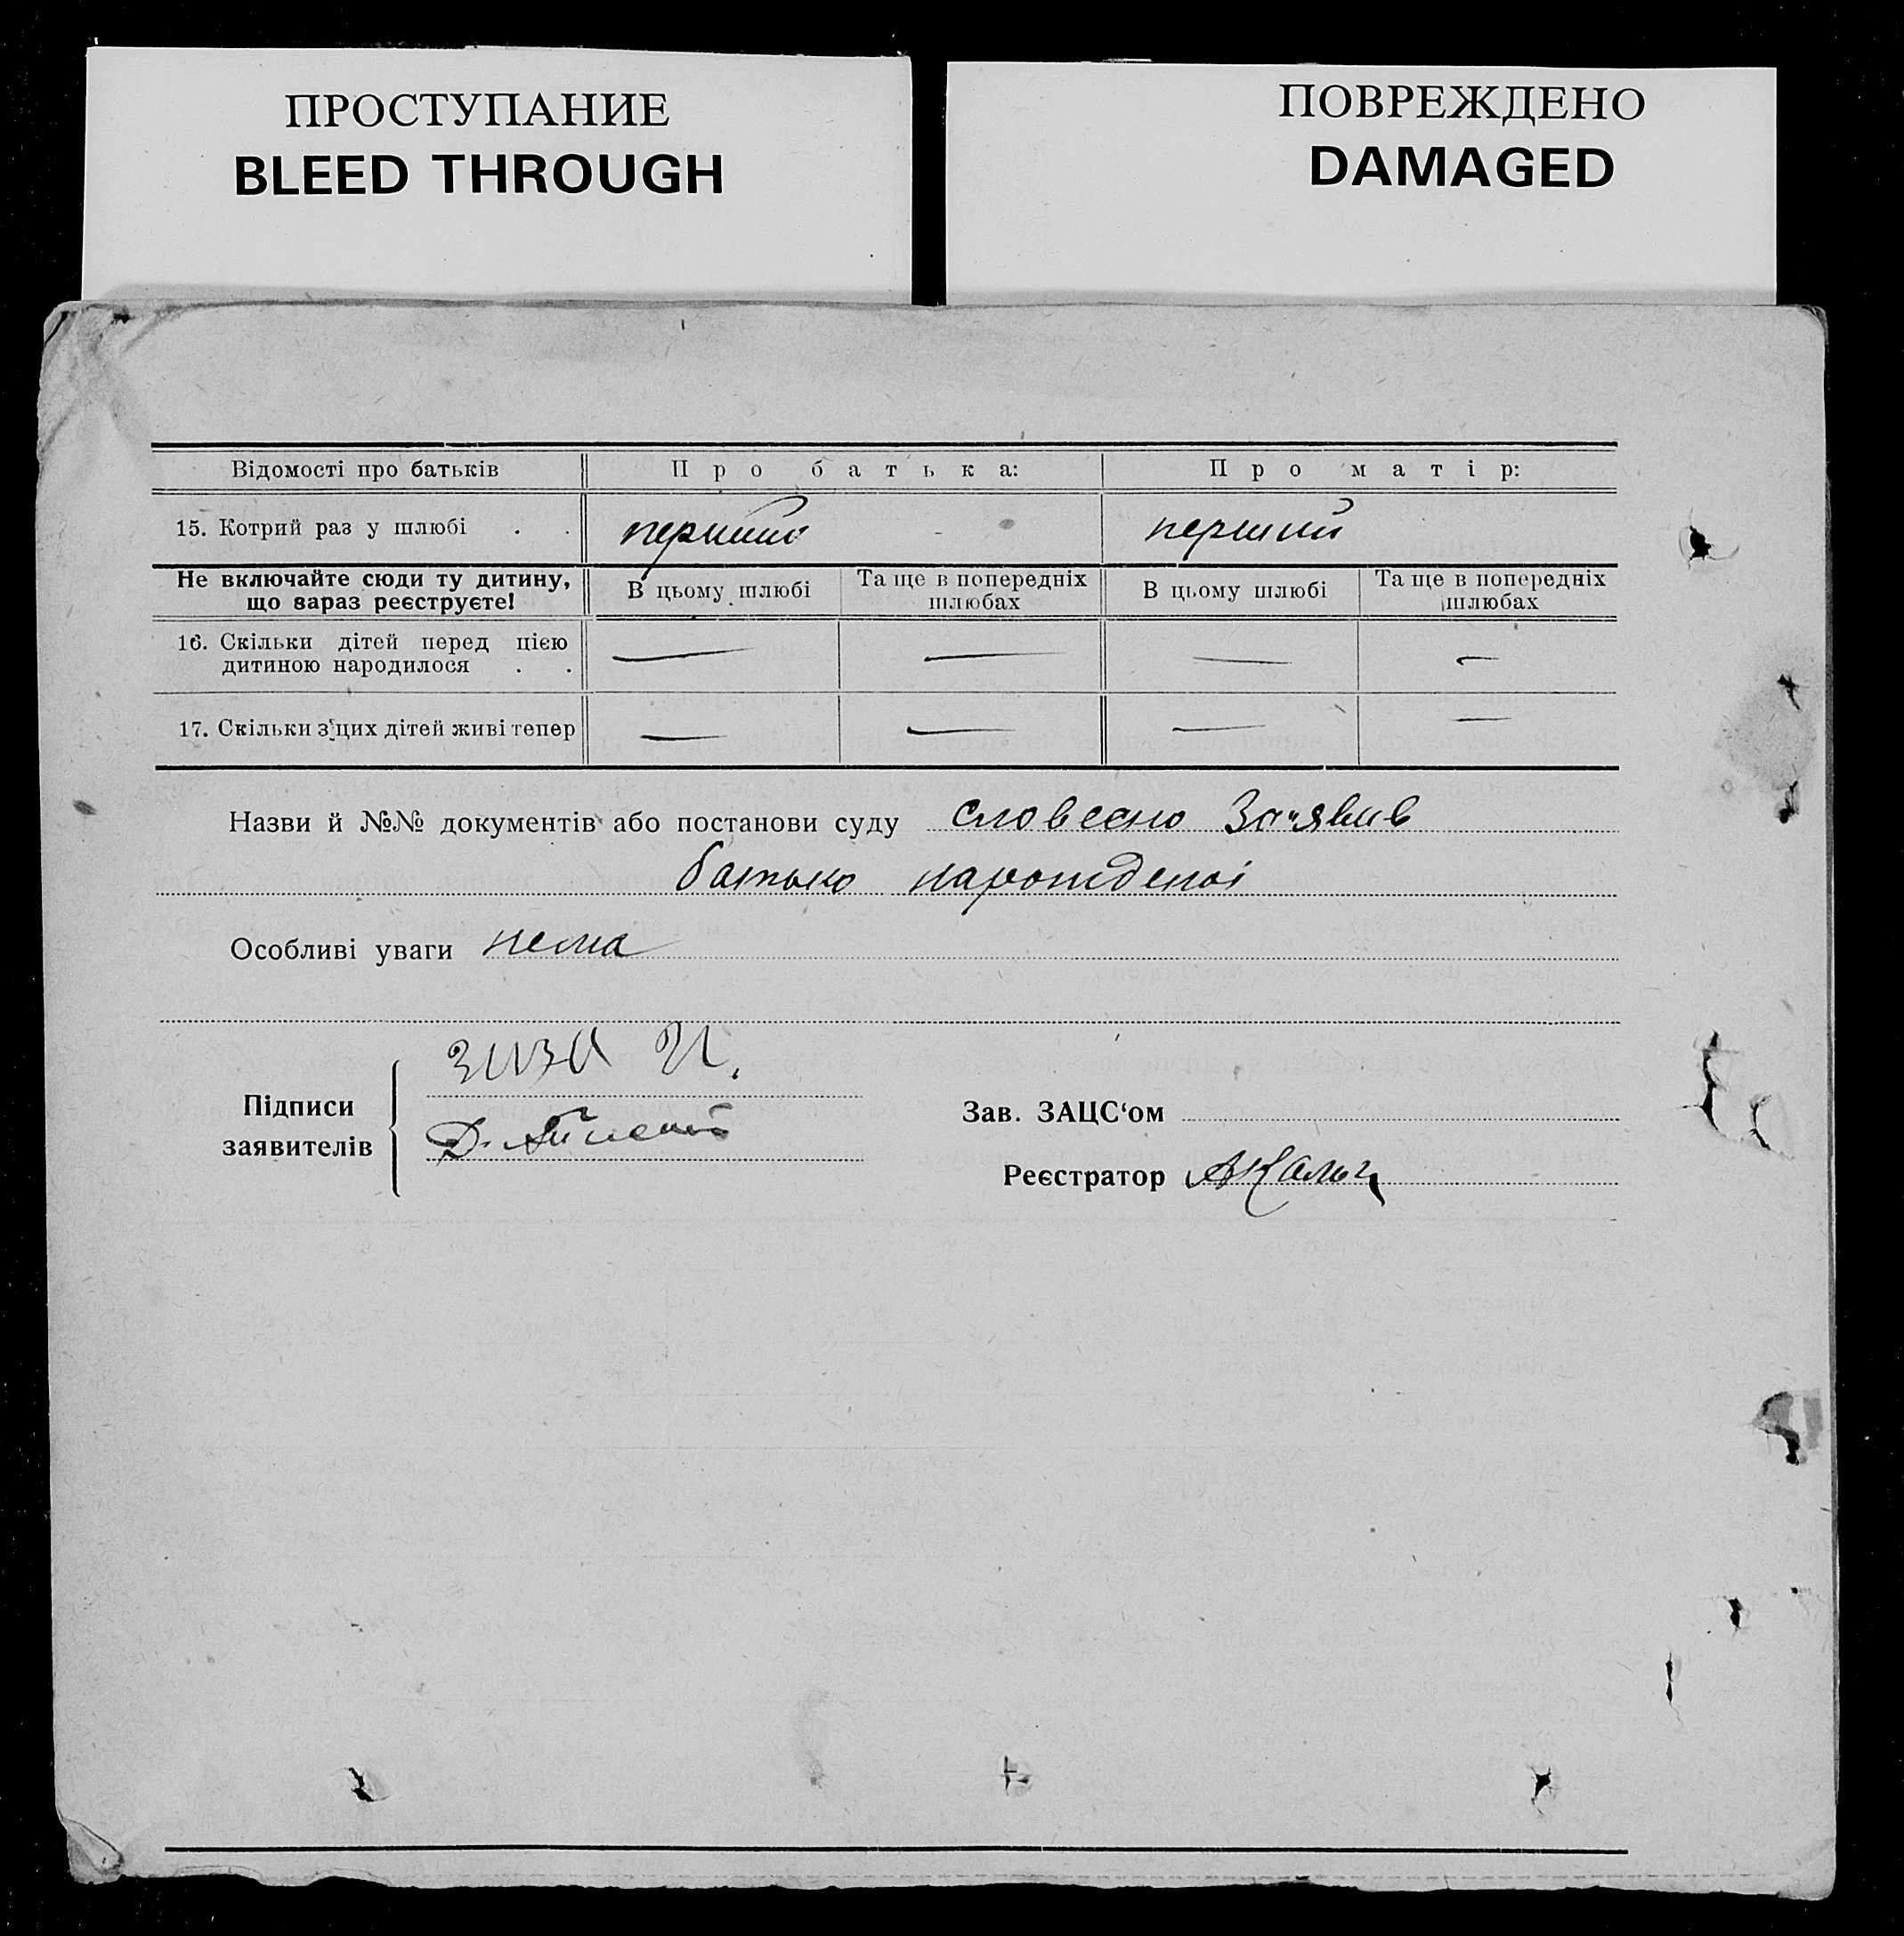 ПРОСТУПАНИЕ
BLEED THROUGH
ПОВРЕЖДЕНО
DAMAGED
Відомості про батьків Про батька: Про матір:
15. Котрий раз у шлюбі . . перший перший
Не включайте сюди ту дитину, що зараз реєструєте! В цьому шлюбі Та ще в попередніх шлюбах В цьому шлюбі Та ще в попередніх шлюбах
16. Скільки дітей перед цією
дитиною народилося . . — — — —
17. Скільки з цих дітей живі тепер — — — —
Назви й №№ документів або постанови суду словесно За"явив
батько народженої
Особливі уваги нема
Підписи
заявителів
Зав. ЗАЦС‘ом
Реєстратор